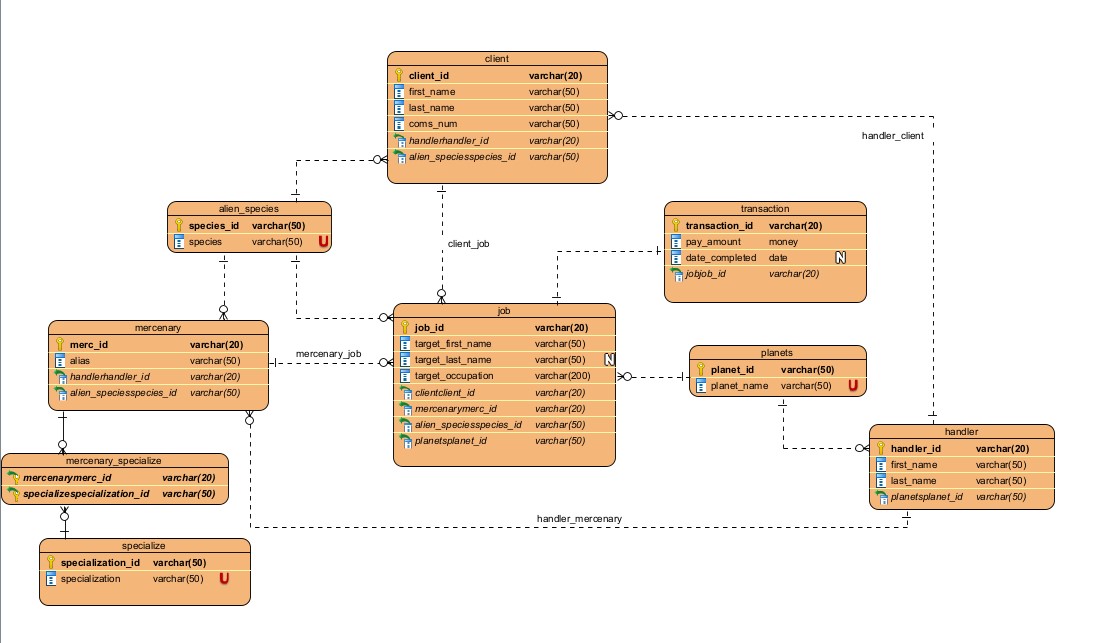 client
client_id varchar(20)
first_name varchar(50)
last_name varchar(50)
coms_num varchar(50)
handlerhandler_id varchar(20)
alien_speciesspecies_id varchar(50)
handler_client
alien_species
species_id varchar(50)
species varchar(50) U
transaction
transaction_id varchar(20)
pay_amount money
date_completed date N
jobjob_id varchar(20)
client_job
job
job_id varchar(20)
target_first_name varchar(50)
target_last_name varchar(50) N
target_occupation varchar(200)
clientclient_id varchar(20)
mercenarymerc_id varchar(20)
alien_speciesspecies_id varchar(50)
planetsplanet_id varchar(50)
mercenary
merc_id varchar(20)
alias varchar(50)
handlerhandler_id varchar(20)
alien_speciesspecies_id varchar(50)
mercenary_job
planets
planet_id varchar(50)
planet_name varchar(50) U
handler
handler_id varchar(20)
first_name varchar(50)
last_name varchar(50)
planetsplanet_id varchar(50)
mercenary_specialize
mercenarymerc_id varchar(20)
specializespecialization_id varchar(50)
handler_mercenary
specialize
specialization_id varchar(50)
specialization varchar(50) U